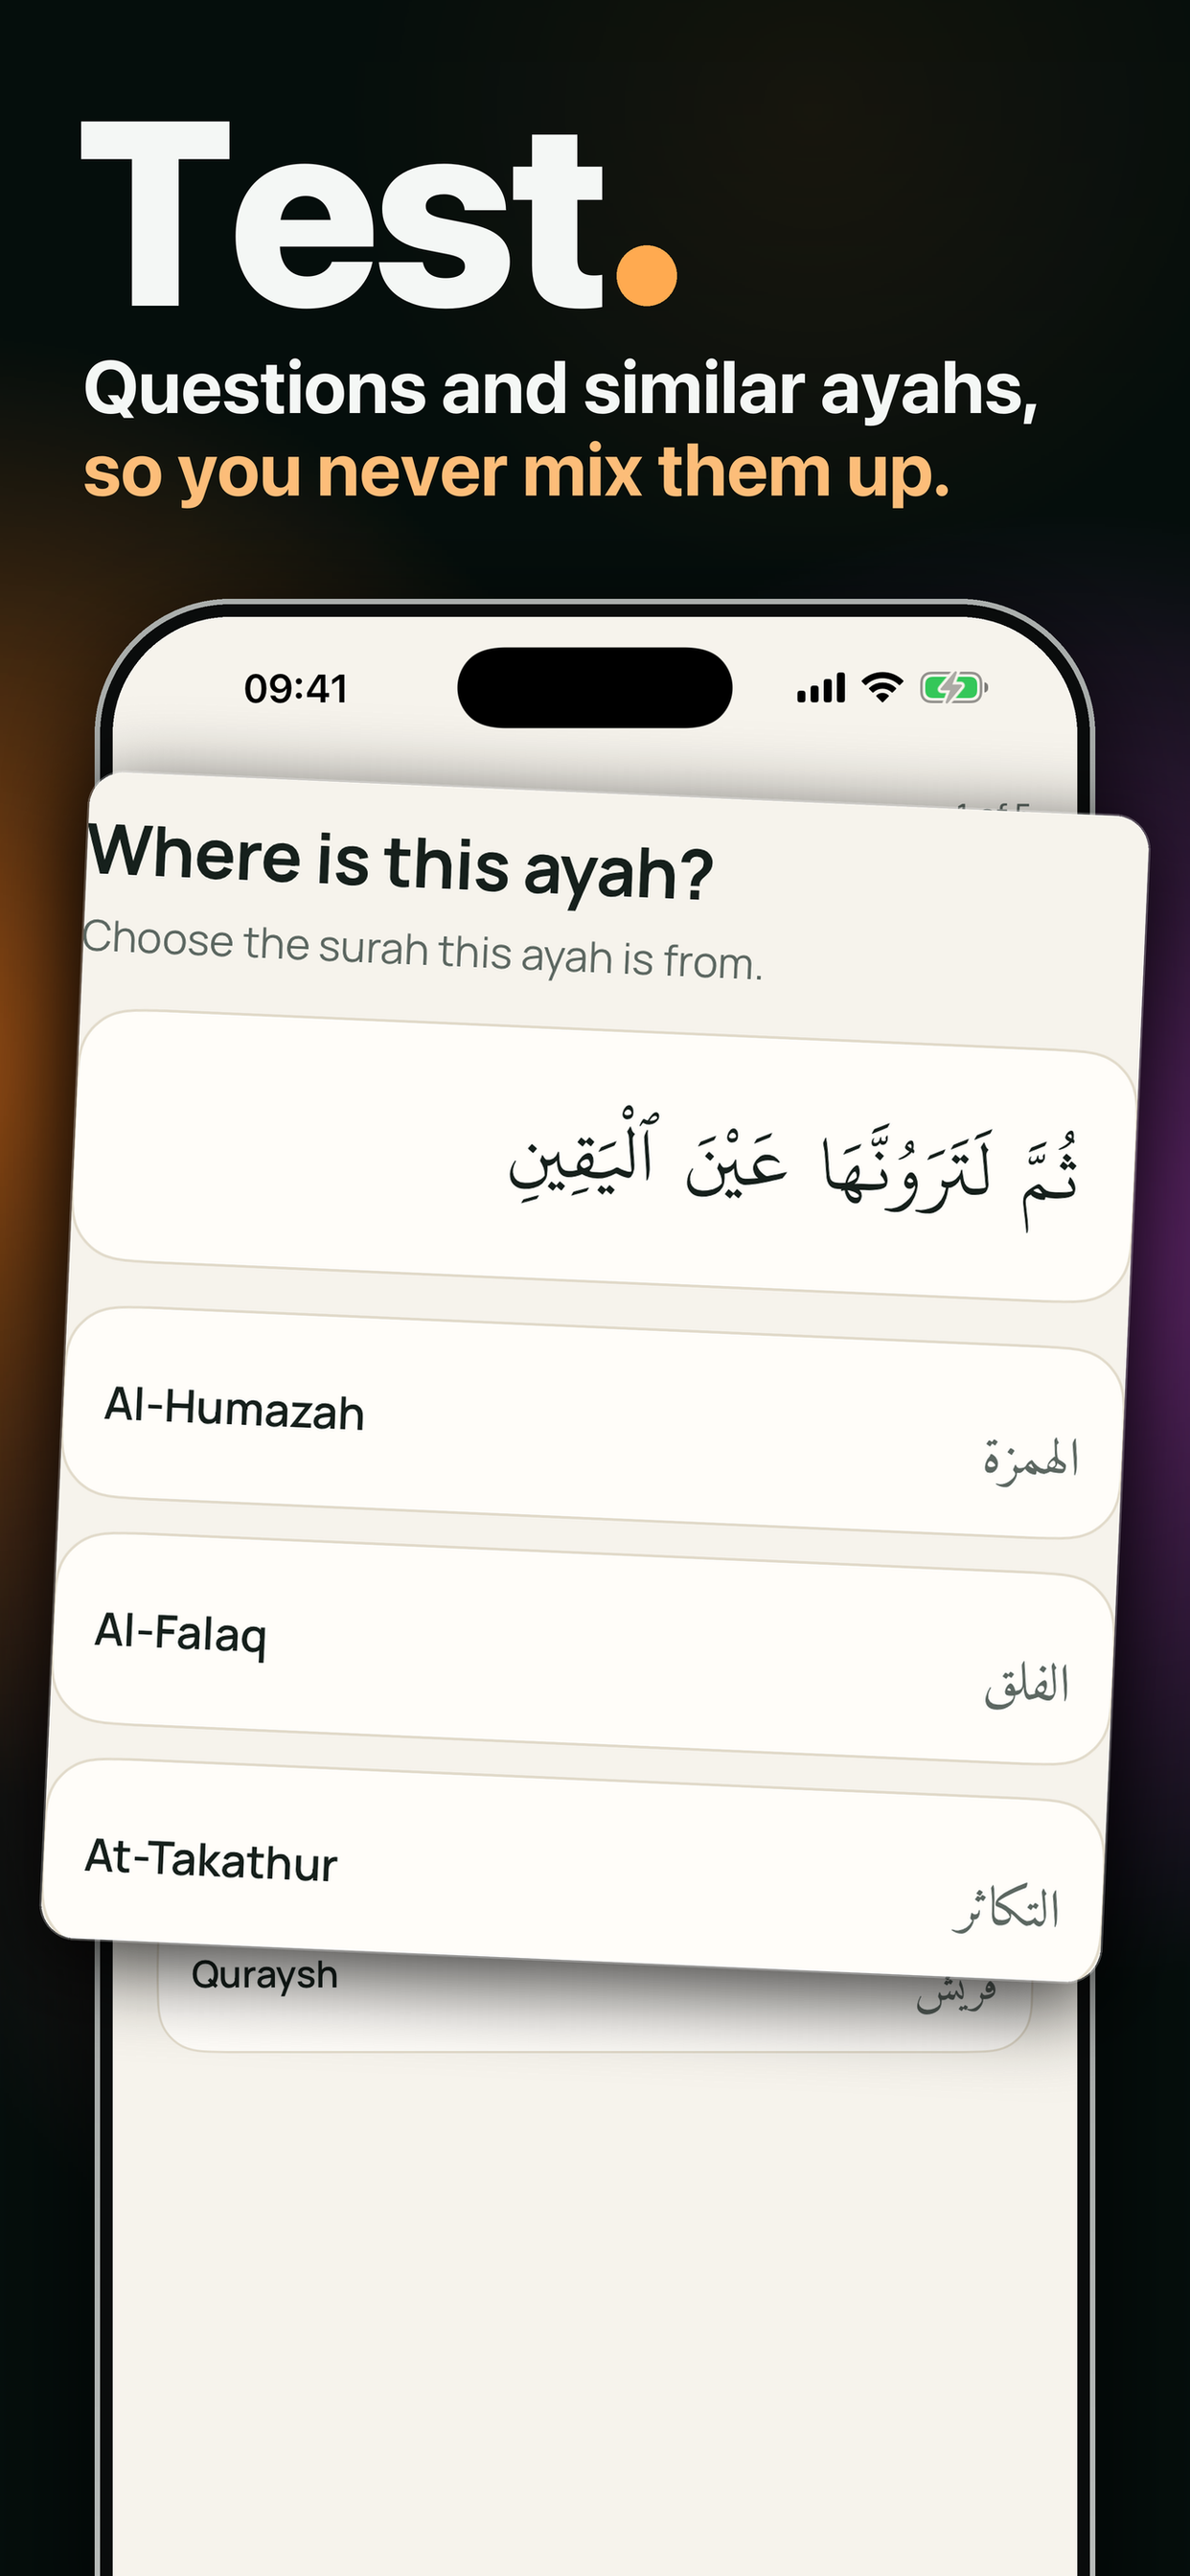 Test.
Questions and similar ayahs,
so you never mix them up.
09:41
Where is this ayah?
Choose the surah this ayah is from.
ثُمَّ لَتَرَوُنَّهَا عَيْنَ ٱلْيَقِينِ
Al-Humazah
الهمزة
Al-Falaq
الفلق
At-Takathur
التكاثر
Quraysh
قريش